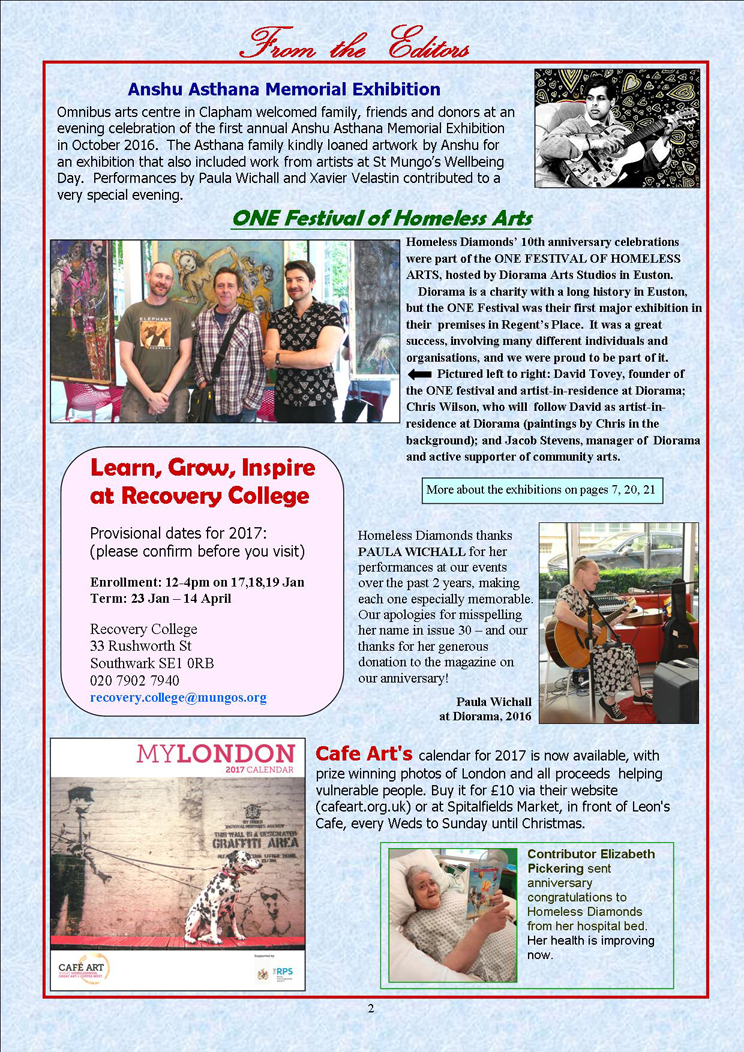 From the Editors
Anshu Asthana Memorial Exhibition
Omnibus arts centre in Clapham welcomed family, friends and donors at an
evening celebration of the first annual Anshu Asthana Memorial Exhibition
in October 2016.  The Asthana family kindly loaned artwork by Anshu for
an exhibition that also included work from artists at St Mungo's Wellbeing
Day.  Performances by Paula Wichall and Xavier Velastin contributed to a
very special evening.
ONE Festival of Homeless Arts
Homeless Diamonds' 10th anniversary celebrations
were part of the ONE FESTIVAL OF HOMELESS
ARTS, hosted by Diorama Arts Studios in Euston.
Diorama is a charity with a long history in Euston,
but the ONE Festival was their first major exhibition in
their  premises in Regent's Place.  It was a great
success, involving many different individuals and
organisations, and we were proud to be part of it.
Pictured left to right: David Tovey, founder of
the ONE festival and artist-in-residence at Diorama;
Chris Wilson, who will  follow David as artist-in-
residence at Diorama (paintings by Chris in the
background); and Jacob Stevens, manager of  Diorama
and active supporter of community arts.
ELEPHANT
More about the exhibitions on pages 7, 20, 21
Learn, Grow, Inspire
at Recovery College
Provisional dates for 2017:
(please confirm before you visit)
Enrollment: 12-4pm on 17,18,19 Jan
Term: 23 Jan – 14 April
Recovery College
33 Rushworth St
Southwark SE1 0RB
020 7902 7940
recovery.college@mungos.org
Homeless Diamonds thanks
PAULA WICHALL for her
performances at our events
over the past 2 years, making
each one especially memorable.
Our apologies for misspelling
her name in issue 30 – and our
thanks for her generous
donation to the magazine on
our anniversary!
Paula Wichall
at Diorama, 2016
MYLONDON
2017 CALENDAR
THIS WALL IS A DESIGNATED
GRAFFITI AREA
CAFÉ ART
Supported by
RPS
Cafe Art's calendar for 2017 is now available, with
prize winning photos of London and all proceeds  helping
vulnerable people. Buy it for £10 via their website
(cafeart.org.uk) or at Spitalfields Market, in front of Leon's
Cafe, every Weds to Sunday until Christmas.
Contributor Elizabeth
Pickering sent
anniversary
congratulations to
Homeless Diamonds
from her hospital bed.
Her health is improving
now.
2